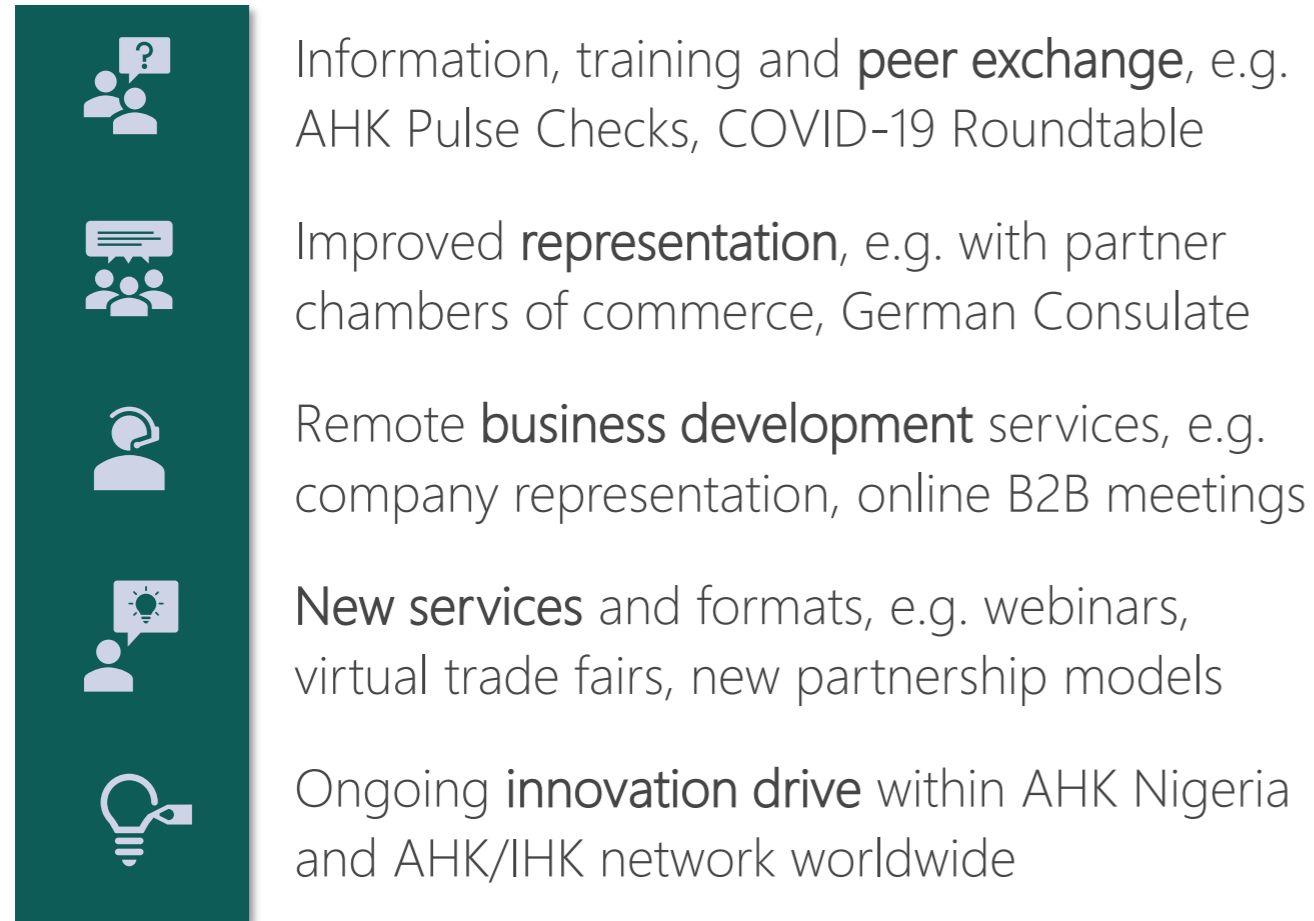 ?
Information, training and peer exchange, e.g.
AHK Pulse Checks, COVID-19 Roundtable
Improved representation, e.g. with partner
chambers of commerce, German Consulate
Remote business development services, e.g.
company representation, online B2B meetings
New services and formats, e.g. webinars,
virtual trade fairs, new partnership models
Ongoing innovation drive within AHK Nigeria
and AHK/IHK network worldwide